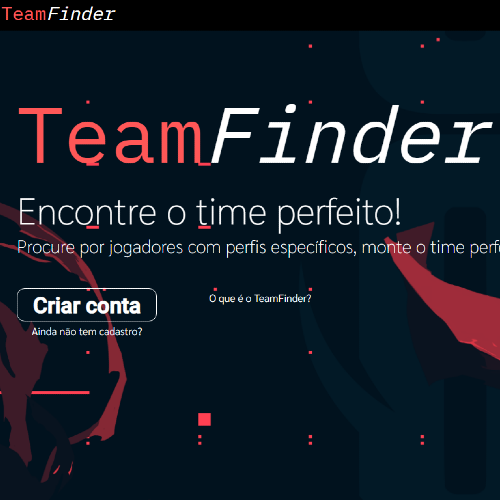 TeamFinder
TeamFinder
Encontre o time perfeito!
Procure por jogadores com perfis específicos, monte o time perf
Criar conta
O que é o TeamFinder?
Ainda não tem cadastro?